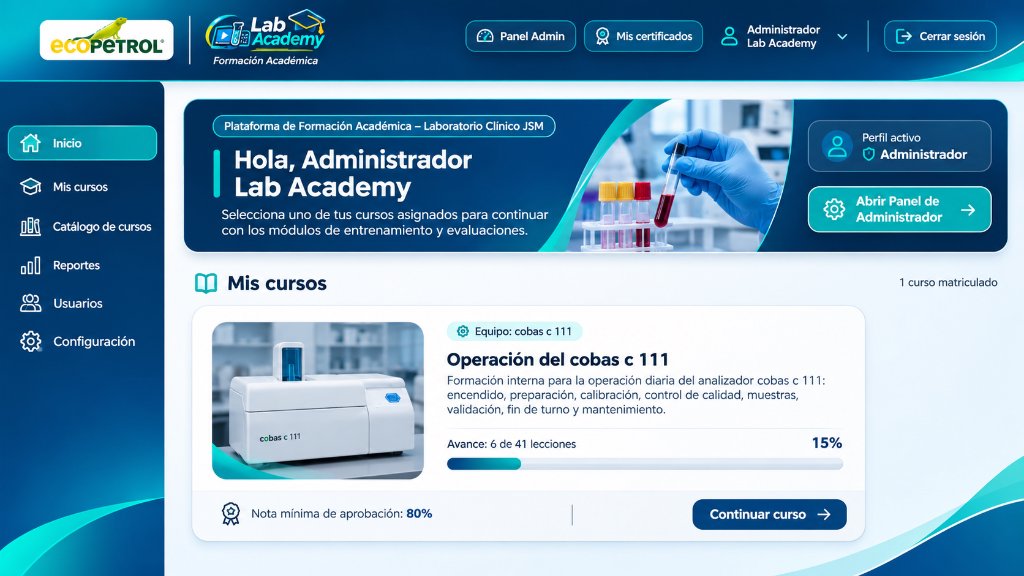 ecoPETROL
Lab Academy
Formación Académica
Panel Admin
Mis certificados
Administrador
Lab Academy
Cerrar sesión
Inicio
Mis cursos
Catálogo de cursos
Reportes
Usuarios
Configuración
Plataforma de Formación Académica – Laboratorio Clínico JSM
Hola, Administrador
Lab Academy
Selecciona uno de tus cursos asignados para continuar
con los módulos de entrenamiento y evaluaciones.
Perfil activo
Administrador
Abrir Panel de
Administrador
Mis cursos
1 curso matriculado
cobas c 111
Equipo: cobas c 111
Operación del cobas c 111
Formación interna para la operación diaria del analizador cobas c 111:
encendido, preparación, calibración, control de calidad, muestras,
validación, fin de turno y mantenimiento.
Avance: 6 de 41 lecciones
15%
Nota mínima de aprobación: 80%
Continuar curso